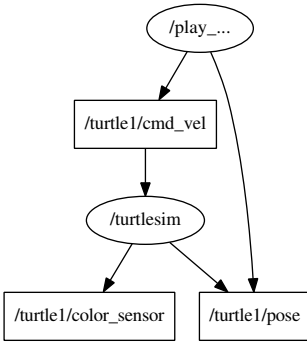 /play_...
/turtle1/cmd_vel
/turtlesim
/turtle1/color_sensor
/turtle1/pose